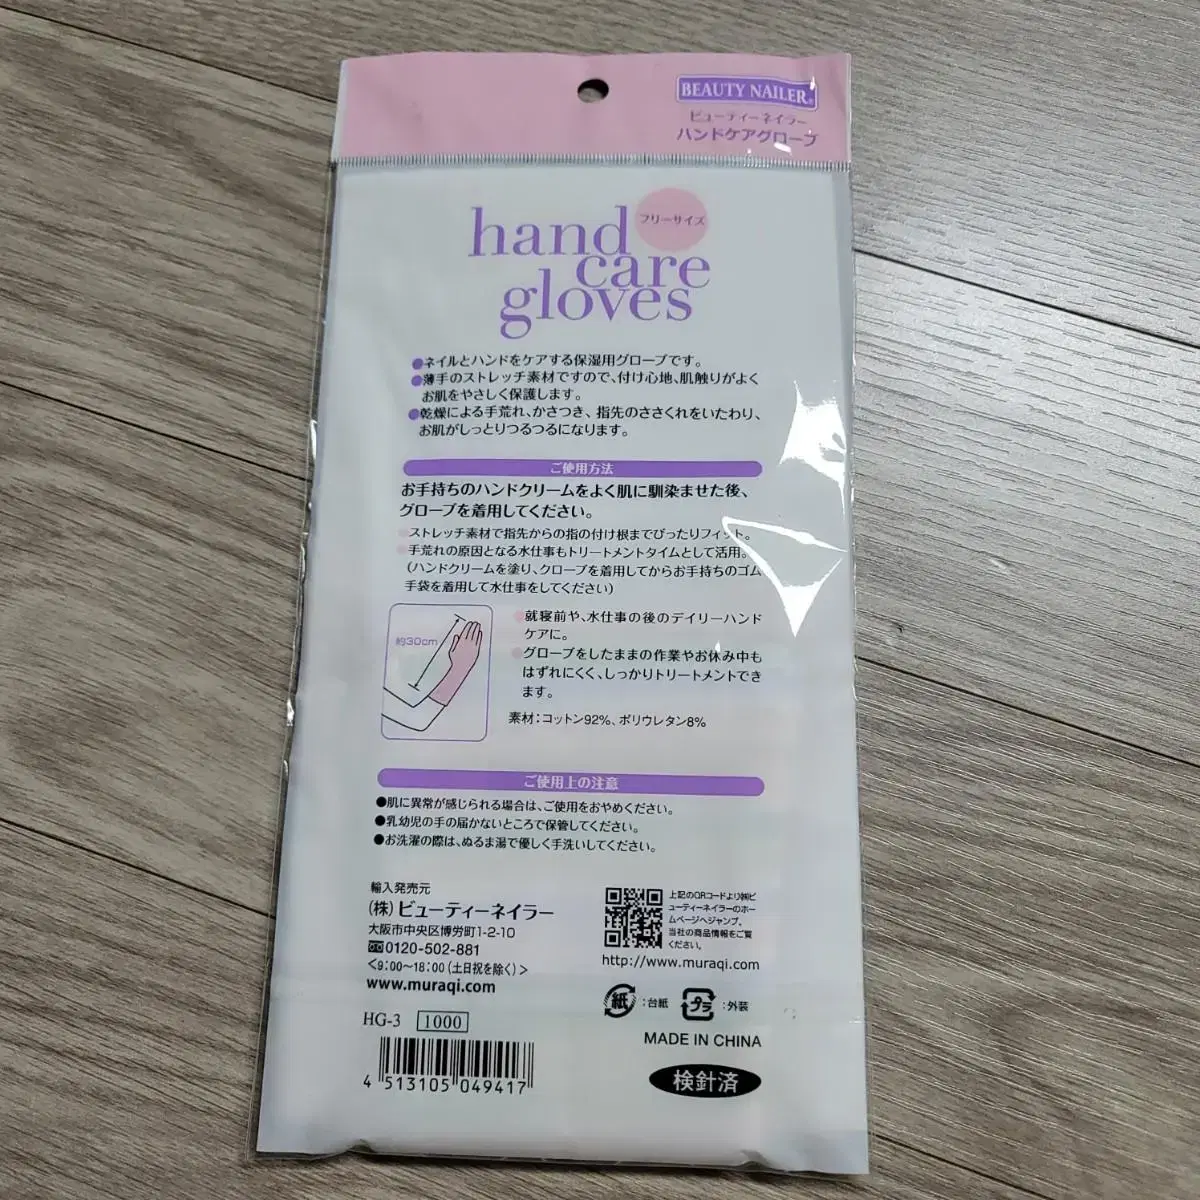 BEAUTY NAILER®
ビューティーネイラー
ハンドケアグローブ
フリーサイズ
hand
care
gloves
●ネイルとハンドをケアする保湿用グローブです。
●薄手のストレッチ素材ですので、付け心地、肌触りがよく
お肌をやさしく保護します。
●乾燥による手荒れ、かさつき、指先のささくれをいたわり、
お肌がしっとりつるつるになります。
ご使用方法
お手持ちのハンドクリームをよく肌に馴染ませた後、
グローブを着用してください。
●ストレッチ素材で指先からの指の付け根までぴったりフィット。
●手荒れの原因となる水仕事もトリートメントタイムとして活用。
(ハンドクリームを塗り、グローブを着用してからお手持ちのゴム
手袋を着用して水仕事をしてください)
約30cm
●就寝前や、水仕事の後のデイリーハンド
ケアに。
●グローブをしたままの作業やお休み中も
はずれにくく、しっかりトリートメントでき
ます。
素材:コットン92%、ポリウレタン8%
ご使用上の注意
●肌に異常が感じられる場合は、ご使用をおやめください。
●乳幼児の手の届かないところで保管してください。
●お洗濯の際は、ぬるま湯で優しく手洗いしてください。
輸入発売元
(株)ビューティーネイラー
大阪市中央区博労町1-2-10
0120-502-881
<9:00〜18:00(土日祝を除く)>
www.muraqi.com
上記のQRコードより㈱ビ
ューティーネイラーのホー
ムページへジャンプ。
当社の商品情報をご覧
ください。
http://www.muraqi.com
紙:台紙 プラ:外装
HG-3 1000
MADE IN CHINA
4 513105 049417
検針済